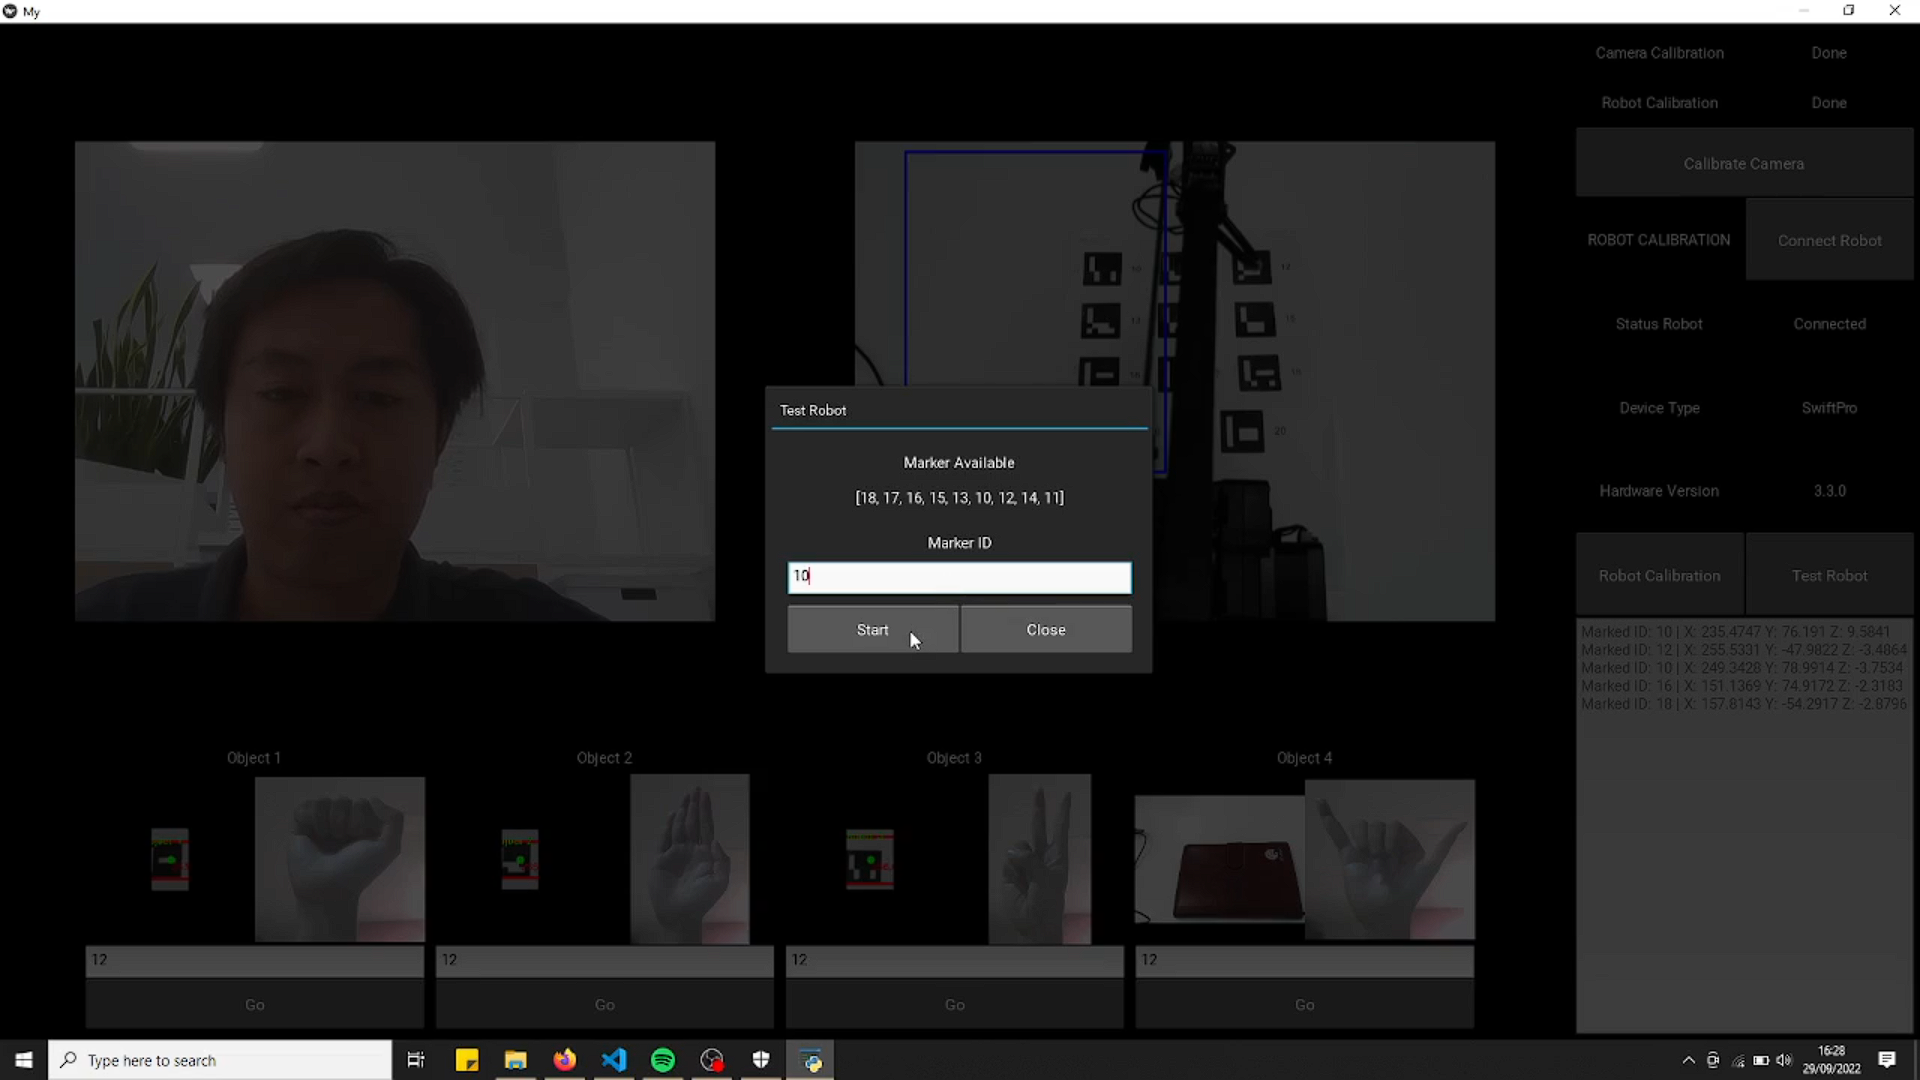 My
Camera Calibration Done
Robot Calibration Done
Calibrate Camera
ROBOT CALIBRATION Connect Robot
Status Robot Connected
Device Type SwiftPro
Hardware Version 3.3.0
Robot Calibration Test Robot
Marked ID: 10 | X: 235.4747 Y: 76.191 Z: 9.5841
Marked ID: 12 | X: 255.5331 Y: -47.9822 Z: -3.4864
Marked ID: 10 | X: 249.3428 Y: 78.9914 Z: -3.7534
Marked ID: 16 | X: 151.1369 Y: 74.9172 Z: -2.3183
Marked ID: 18 | X: 157.8143 Y: -54.2917 Z: -2.8796
20
Test Robot
Marker Available
[18, 17, 16, 15, 13, 10, 12, 14, 11]
Marker ID
10
Start Close
Object 1 Object 2 Object 3 Object 4
12 12 12 12
Go Go Go Go
Type here to search
16:28
29/09/2022